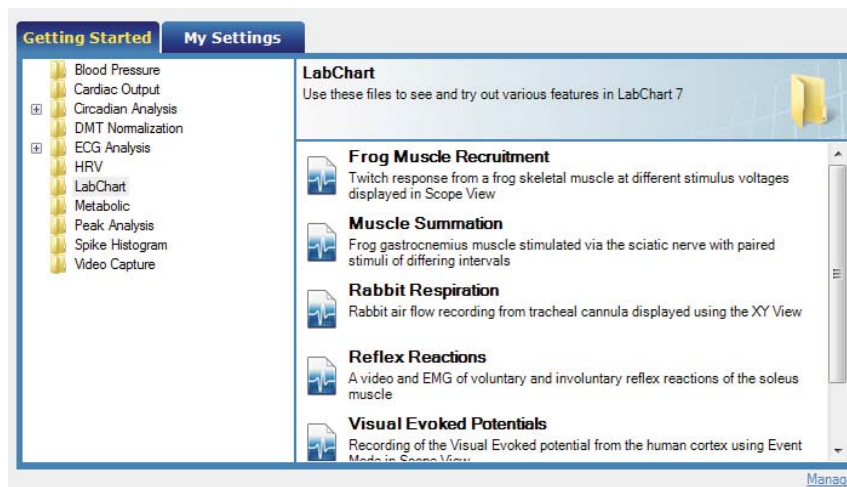 Getting Started
My Settings
Blood Pressure
Cardiac Output
Circadian Analysis
DMT Normalization
ECG Analysis
HRV
LabChart
Metabolic
Peak Analysis
Spike Histogram
Video Capture
LabChart
Use these files to see and try out various features in LabChart 7
Frog Muscle Recruitment
Twitch response from a frog skeletal muscle at different stimulus voltages
displayed in Scope View
Muscle Summation
Frog gastrocnemius muscle stimulated via the sciatic nerve with paired
stimuli of differing intervals
Rabbit Respiration
Rabbit air flow recording from tracheal cannula displayed using the XY View
Reflex Reactions
A video and EMG of voluntary and involuntary reflex reactions of the soleus
muscle
Visual Evoked Potentials
Recording of the Visual Evoked potential from the human cortex using Event
Mode in Scope View
Manag